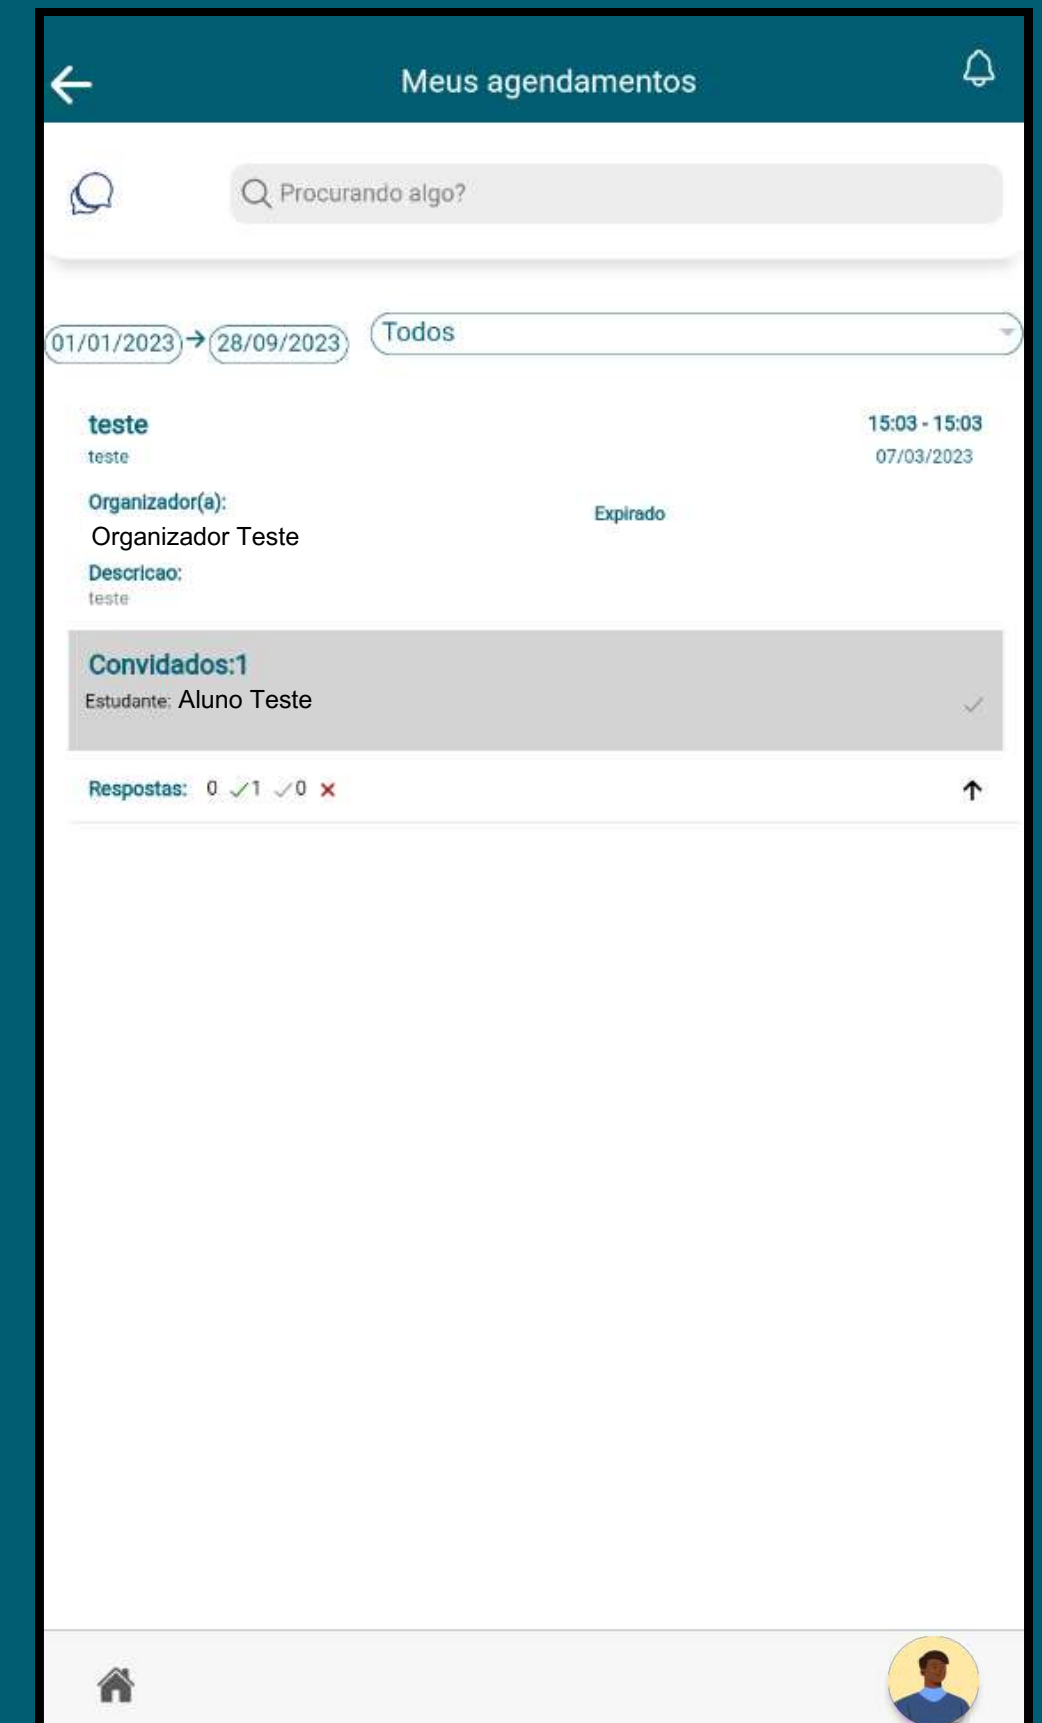 Meus agendamentos
Procurando algo?
01/01/2023 → 28/09/2023 Todos
teste 15:03 - 15:03
teste 07/03/2023
Organizador(a):
Expirado
Organizador Teste
Descricao:
teste
Convidados:1
Estudante: Aluno Teste
Respostas: 0 ✓1 ✓0 ×